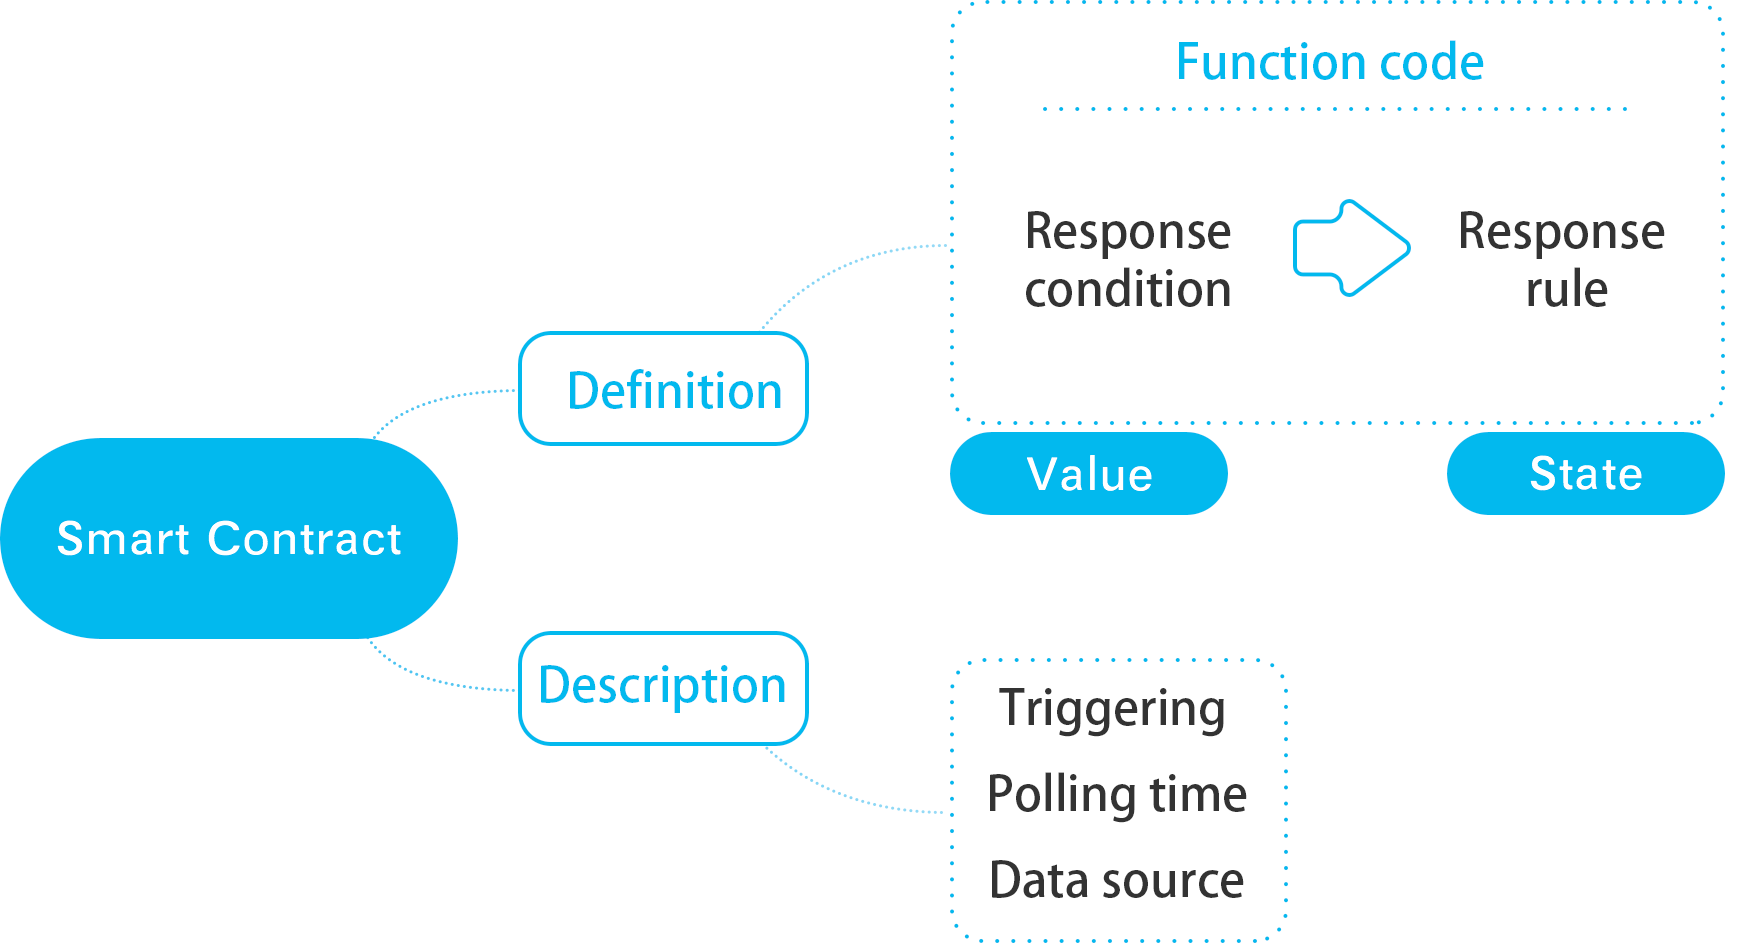 Function code
Response
condition
Response
rule
Definition
Value
State
Smart Contract
Description
Triggering
Polling time
Data source